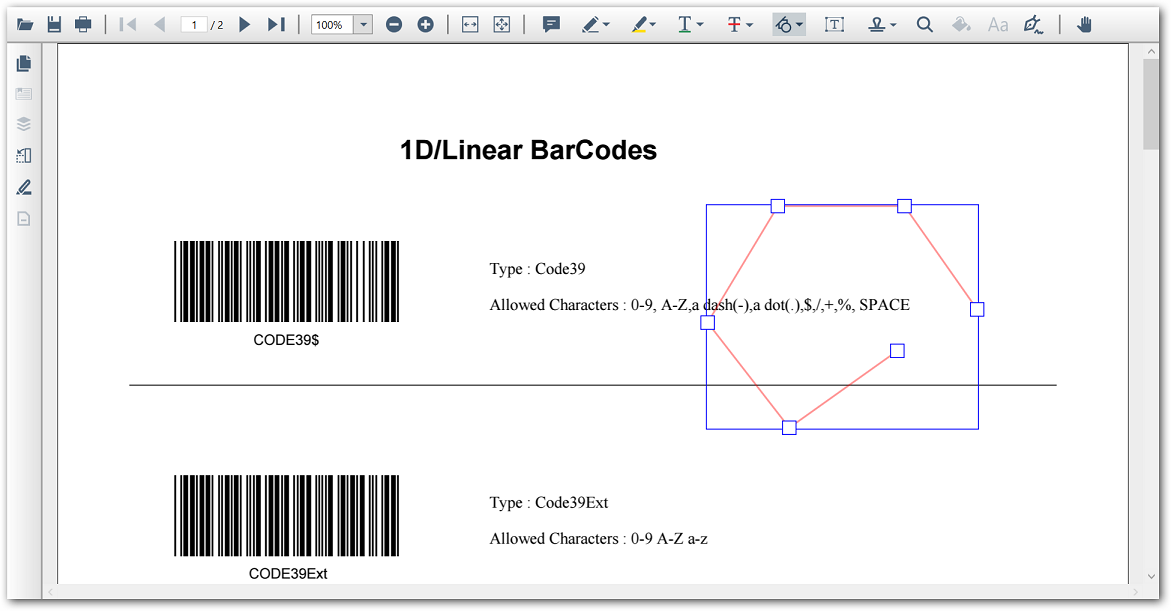 1 / 2 100% T T T Aa
1D/Linear BarCodes
Type : Code39
Allowed Characters : 0-9, A-Z,a dash(-),a dot(.),$,/,+,%, SPACE
CODE39$
Type : Code39Ext
Allowed Characters : 0-9 A-Z a-z
CODE39Ext